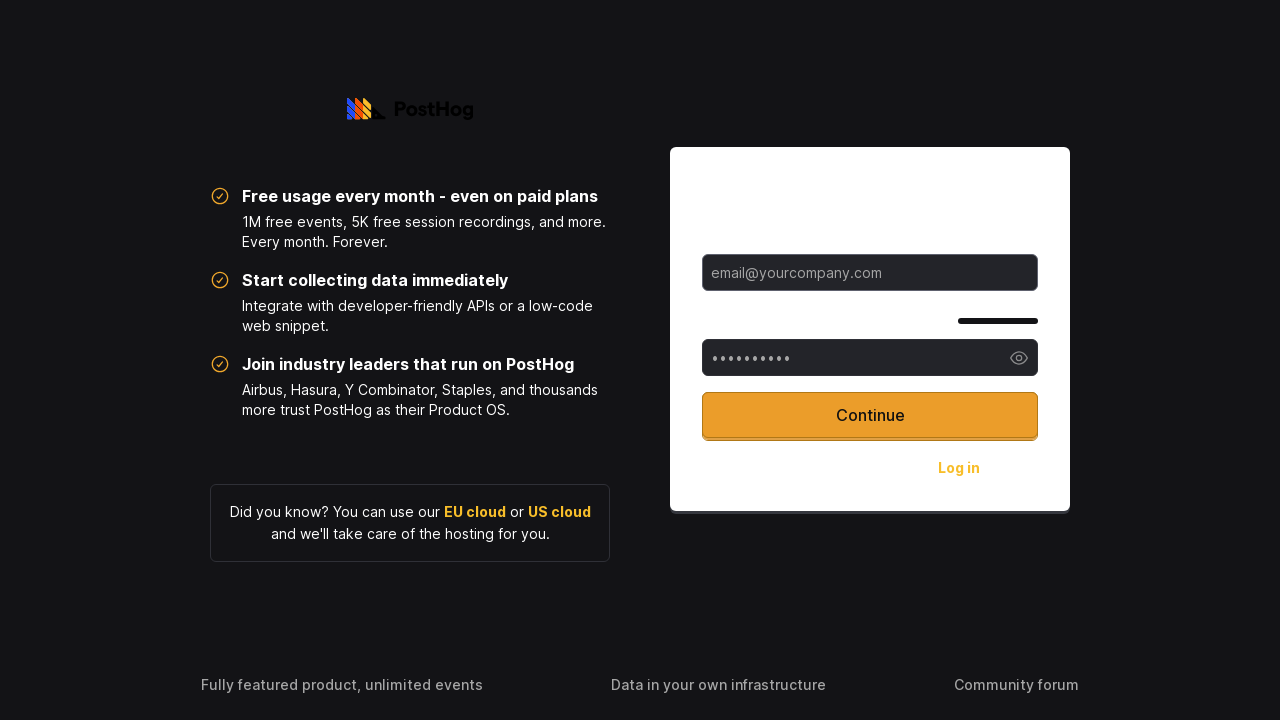 PostHog
Free usage every month - even on paid plans
1M free events, 5K free session recordings, and more.
Every month. Forever.
Start collecting data immediately
Integrate with developer-friendly APIs or a low-code
web snippet.
Join industry leaders that run on PostHog
Airbus, Hasura, Y Combinator, Staples, and thousands
more trust PostHog as their Product OS.
Did you know? You can use our EU cloud or US cloud
and we'll take care of the hosting for you.
email@yourcompany.com
••••••••••
Continue
Log in
Fully featured product, unlimited events
Data in your own infrastructure
Community forum